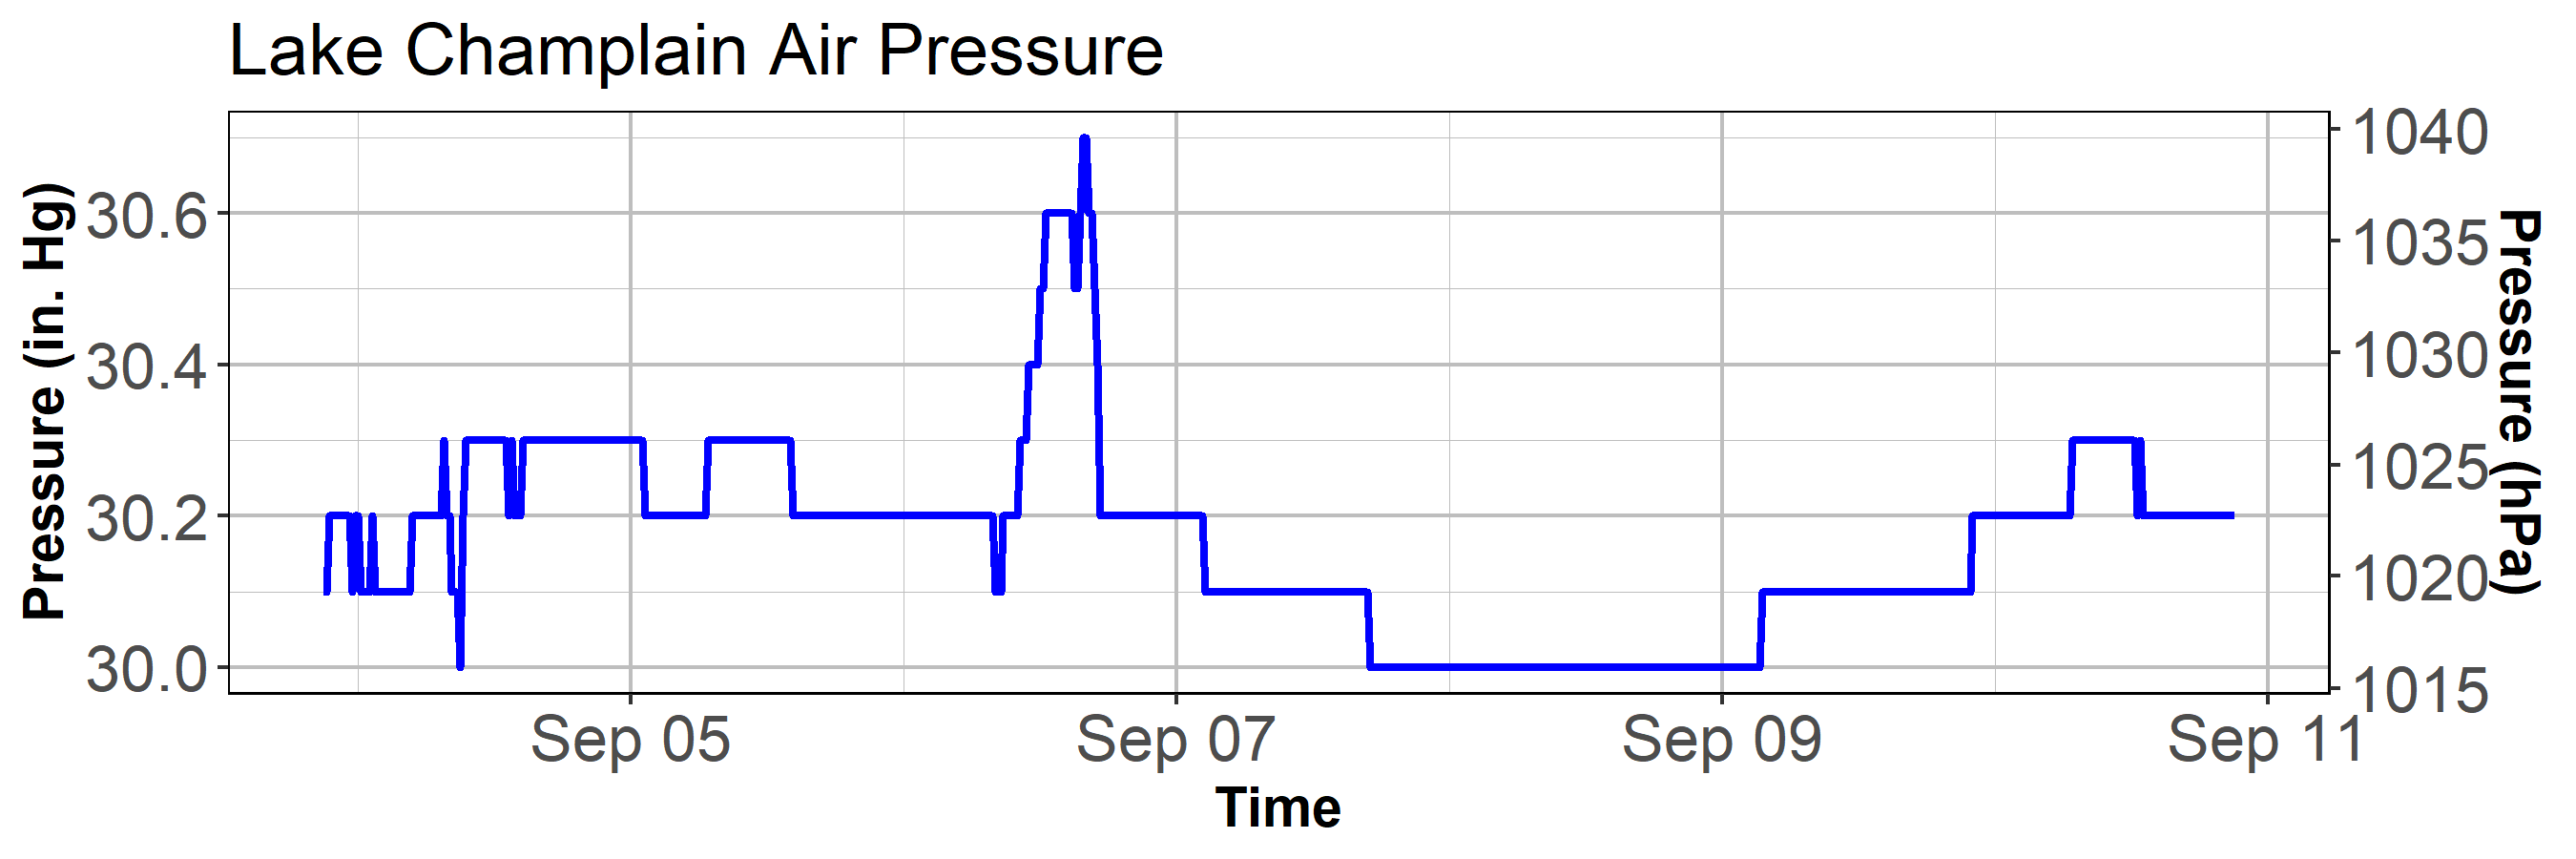 Lake Champlain Air Pressure
Pressure (in. Hg)
30.6
30.4
30.2
30.0
1040
1035
1030
1025
1020
1015
Pressure (hPa)
Sep 05 Sep 07 Sep 09 Sep 11
Time